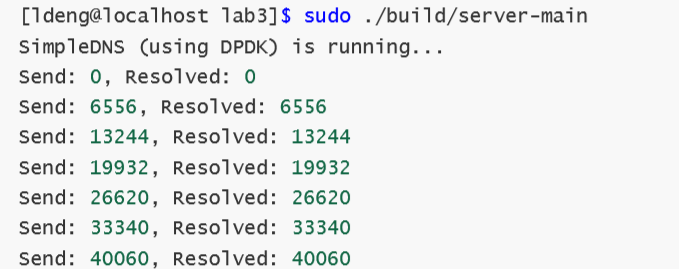 [ldeng@localhost lab3]$ sudo ./build/server-main
SimpleDNS (using DPDK) is running...
Send: 0, Resolved: 0
Send: 6556, Resolved: 6556
Send: 13244, Resolved: 13244
Send: 19932, Resolved: 19932
Send: 26620, Resolved: 26620
Send: 33340, Resolved: 33340
Send: 40060, Resolved: 40060